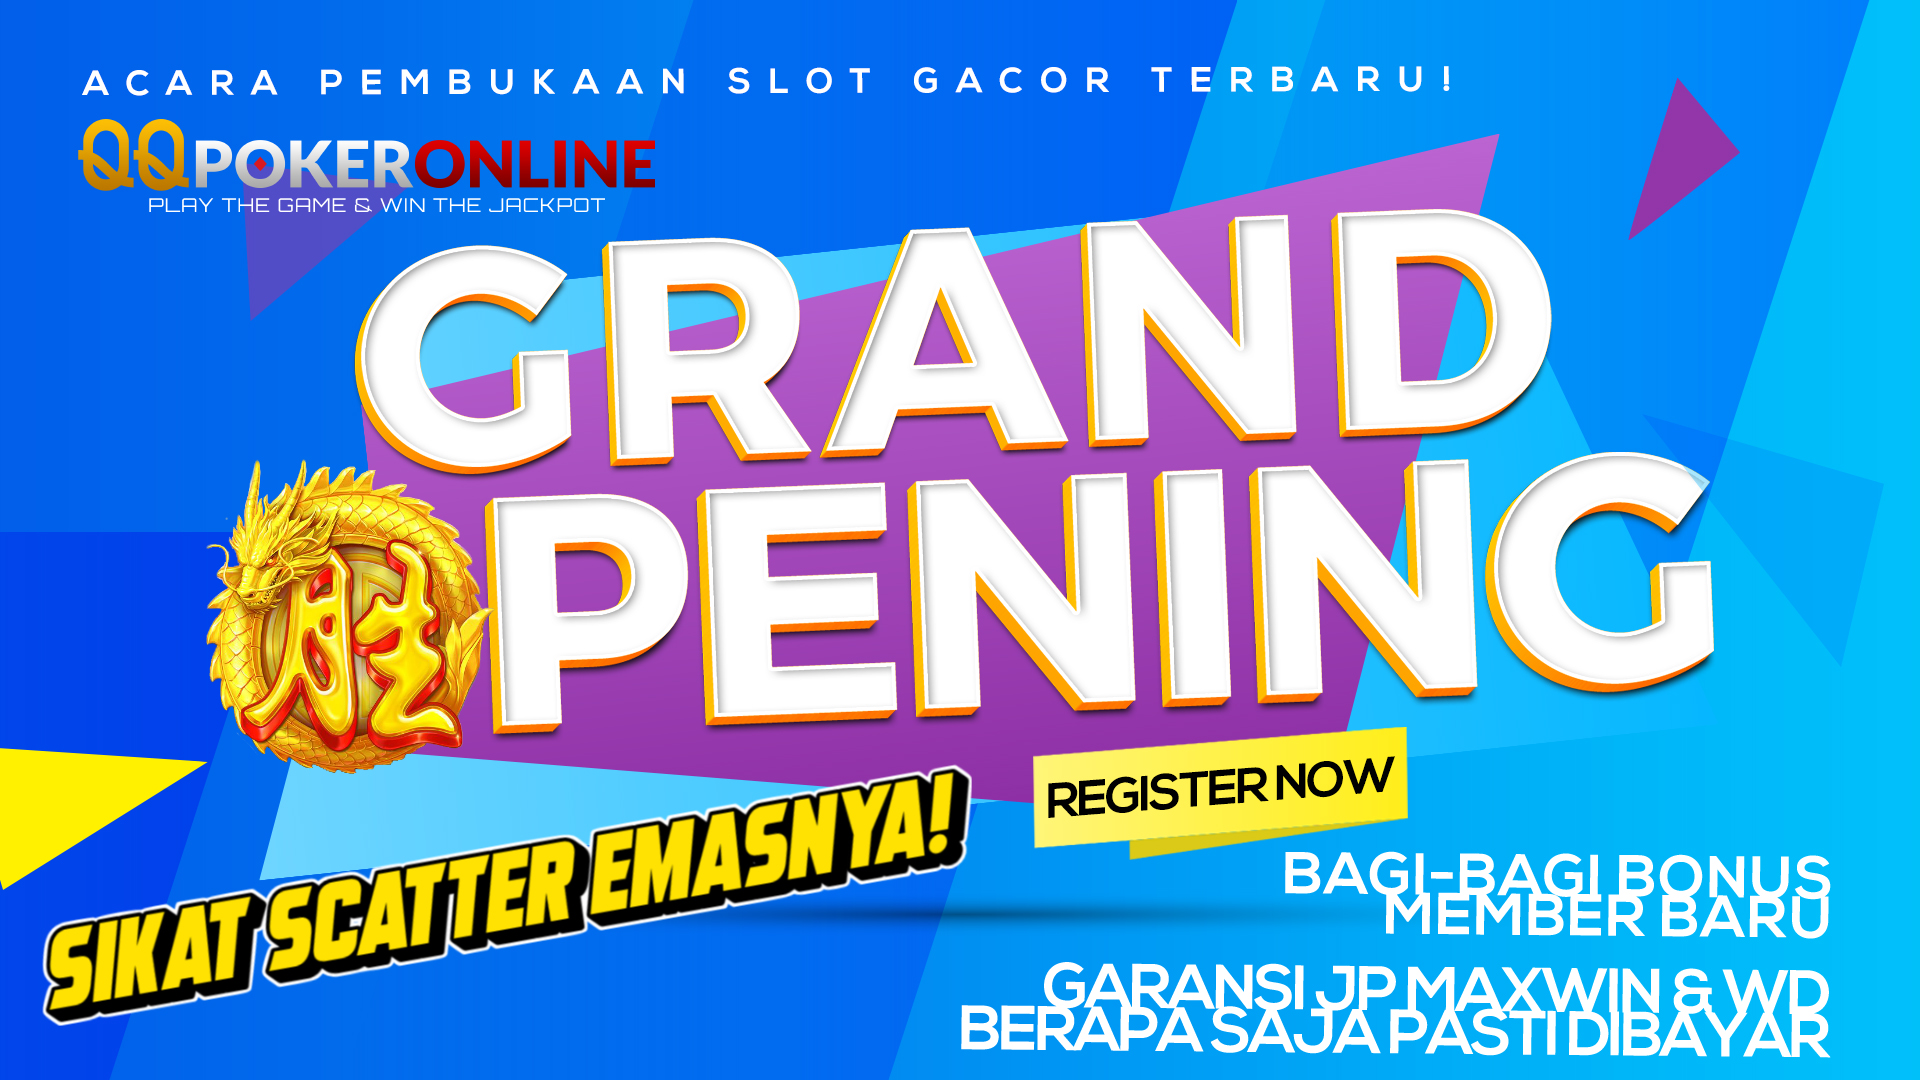 ACARA PEMBUKAAN SLOT GACOR TERBARU!
QQPOKERONLINE
PLAY THE GAME & WIN THE JACKPOT
GRAND
PENING
胜
REGISTER NOW
SIKAT SCATTER EMASNYA!
BAGI-BAGI BONUS
MEMBER BARU
GARANSI JP MAXWIN & WD
BERAPA SAJA PASTI DIBAYAR